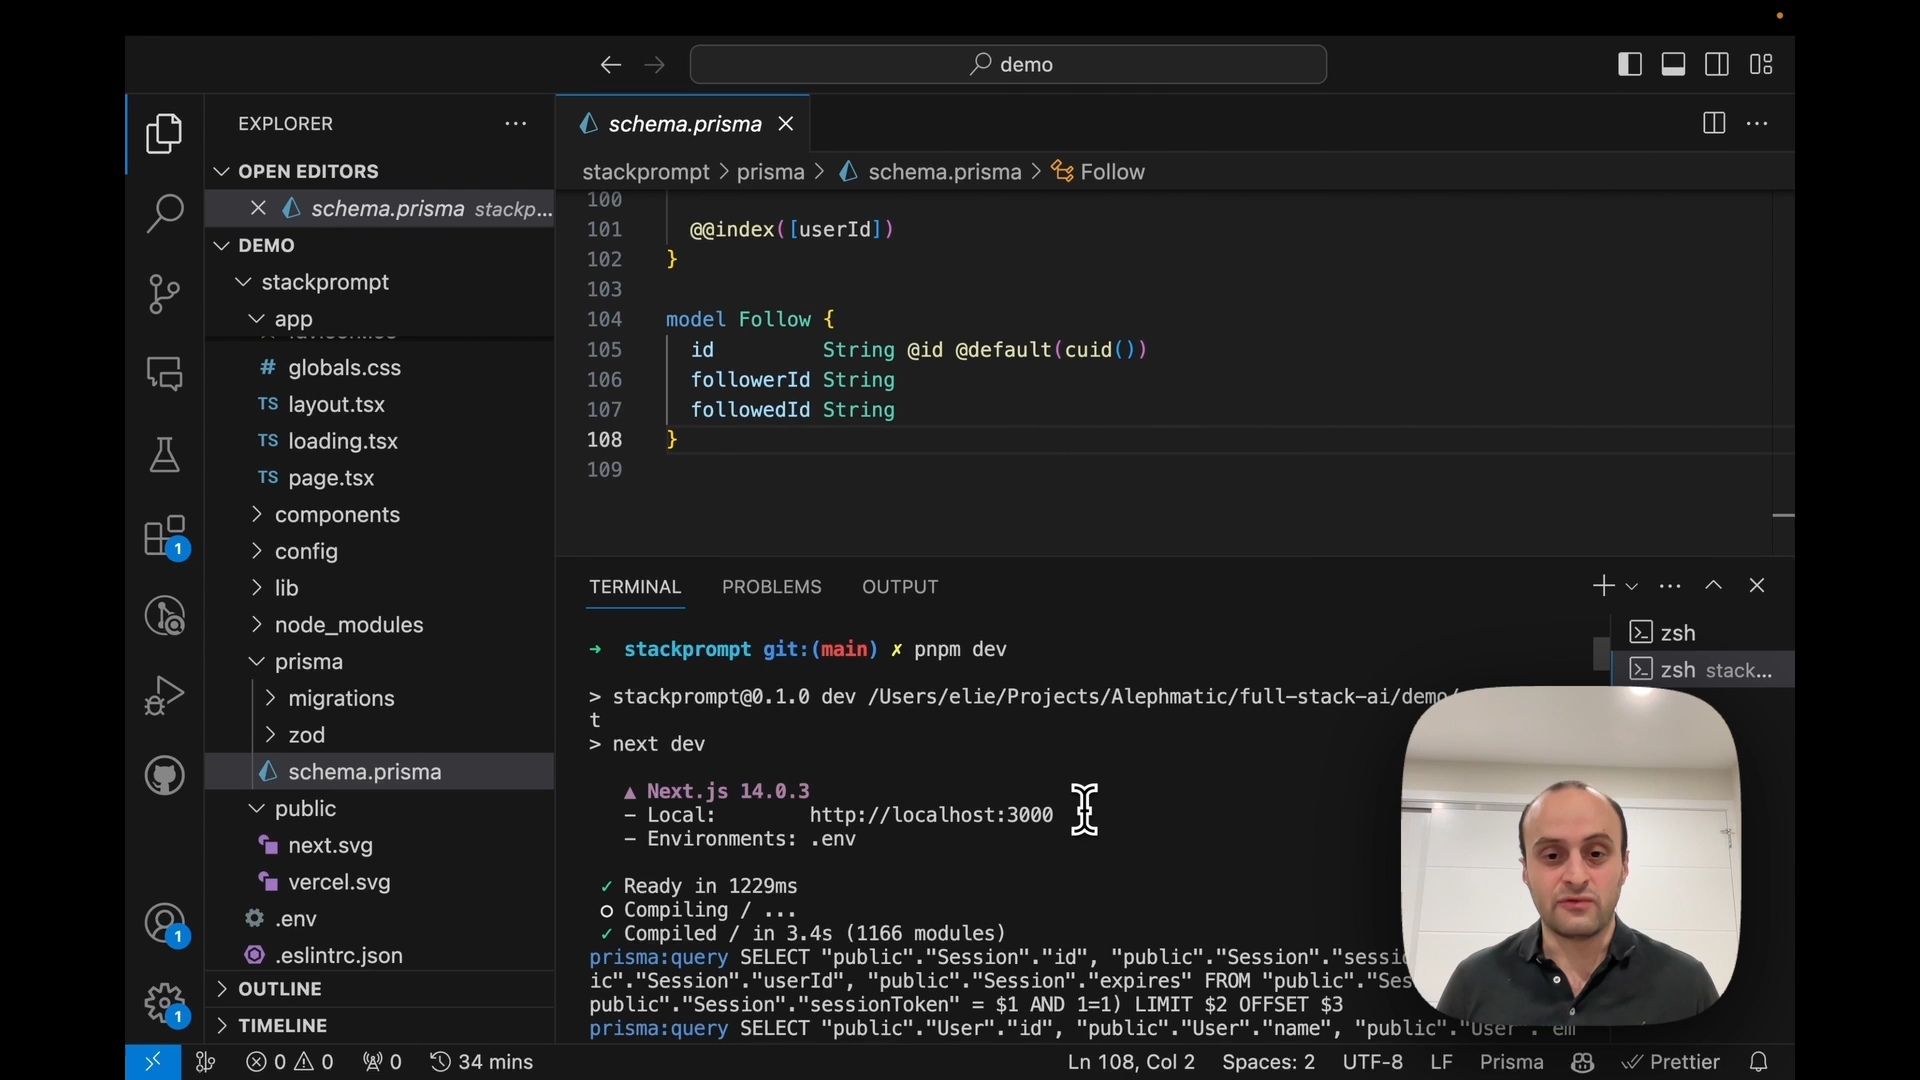 demo
EXPLORER
OPEN EDITORS
schema.prisma stackp...
DEMO
stackprompt
app
# globals.css
TS layout.tsx
TS loading.tsx
TS page.tsx
components
config
lib
node_modules
prisma
migrations
zod
schema.prisma
public
next.svg
vercel.svg
.env
.eslintrc.json
OUTLINE
TIMELINE
1
1
1
schema.prisma
stackprompt > prisma > schema.prisma > Follow
100
101 @@index([userId])
102 }
103
104 model Follow {
105 id String @id @default(cuid())
106 followerId String
107 followedId String
108 }
109
TERMINAL PROBLEMS OUTPUT
zsh
zsh stack...
➜ stackprompt git:(main) ✗ pnpm dev
> stackprompt@0.1.0 dev /Users/elie/Projects/Alephmatic/full-stack-ai/demo/
t
> next dev
▲ Next.js 14.0.3
- Local: http://localhost:3000
- Environments: .env
✓ Ready in 1229ms
○ Compiling / ...
✓ Compiled / in 3.4s (1166 modules)
prisma:query SELECT "public"."Session"."id", "public"."Session"."sessi
ic"."Session"."userId", "public"."Session"."expires" FROM "public"."Ses
public"."Session"."sessionToken" = $1 AND 1=1) LIMIT $2 OFFSET $3
prisma:query SELECT "public"."User"."id", "public"."User"."name", "public"."User"."em
0 0 0 34 mins Ln 108, Col 2 Spaces: 2 UTF-8 LF Prisma Prettier